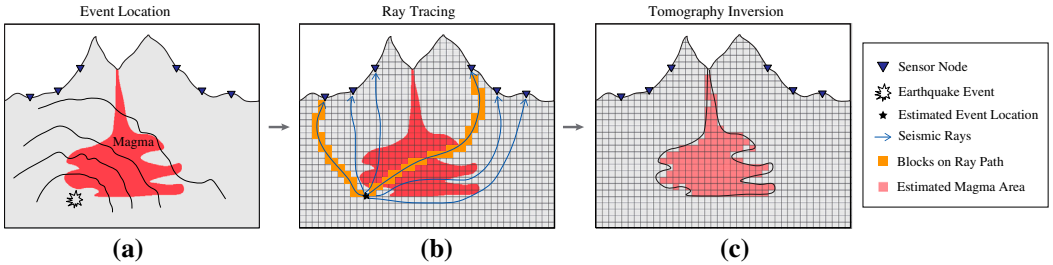 Event Location
Ray Tracing
Tomography Inversion
Magma
Sensor Node
Earthquake Event
Estimated Event Location
Seismic Rays
Blocks on Ray Path
Estimated Magma Area
(a)
(b)
(c)